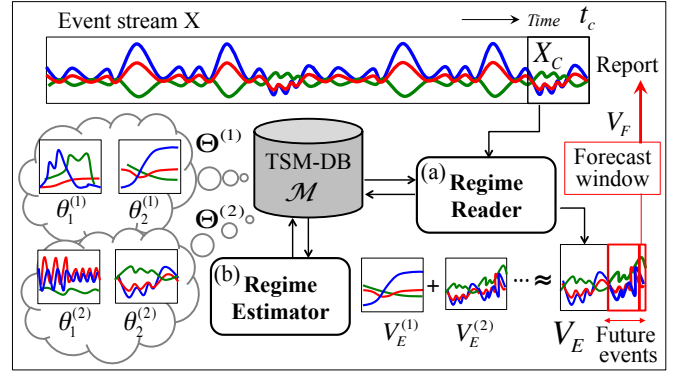 Event stream X
Time
t_c
X_C
Report
Θ^(1)
TSM-DB
ℳ
V_F
Forecast
window
(a)
Regime
Reader
θ_1^(1)
θ_2^(1)
Θ^(2)
(b)
Regime
Estimator
+
··· ≈
θ_1^(2)
θ_2^(2)
V_E^(1)
V_E^(2)
V_E
Future
events